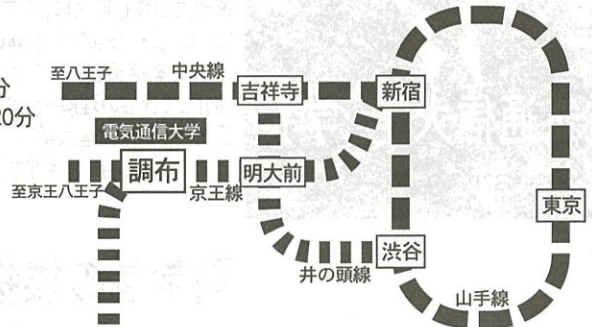 分
20分
至八王子
中央線
吉祥寺
新宿
電気通信大学
調布
明大前
至京王八王子
京王線
東京
渋谷
井の頭線
山手線